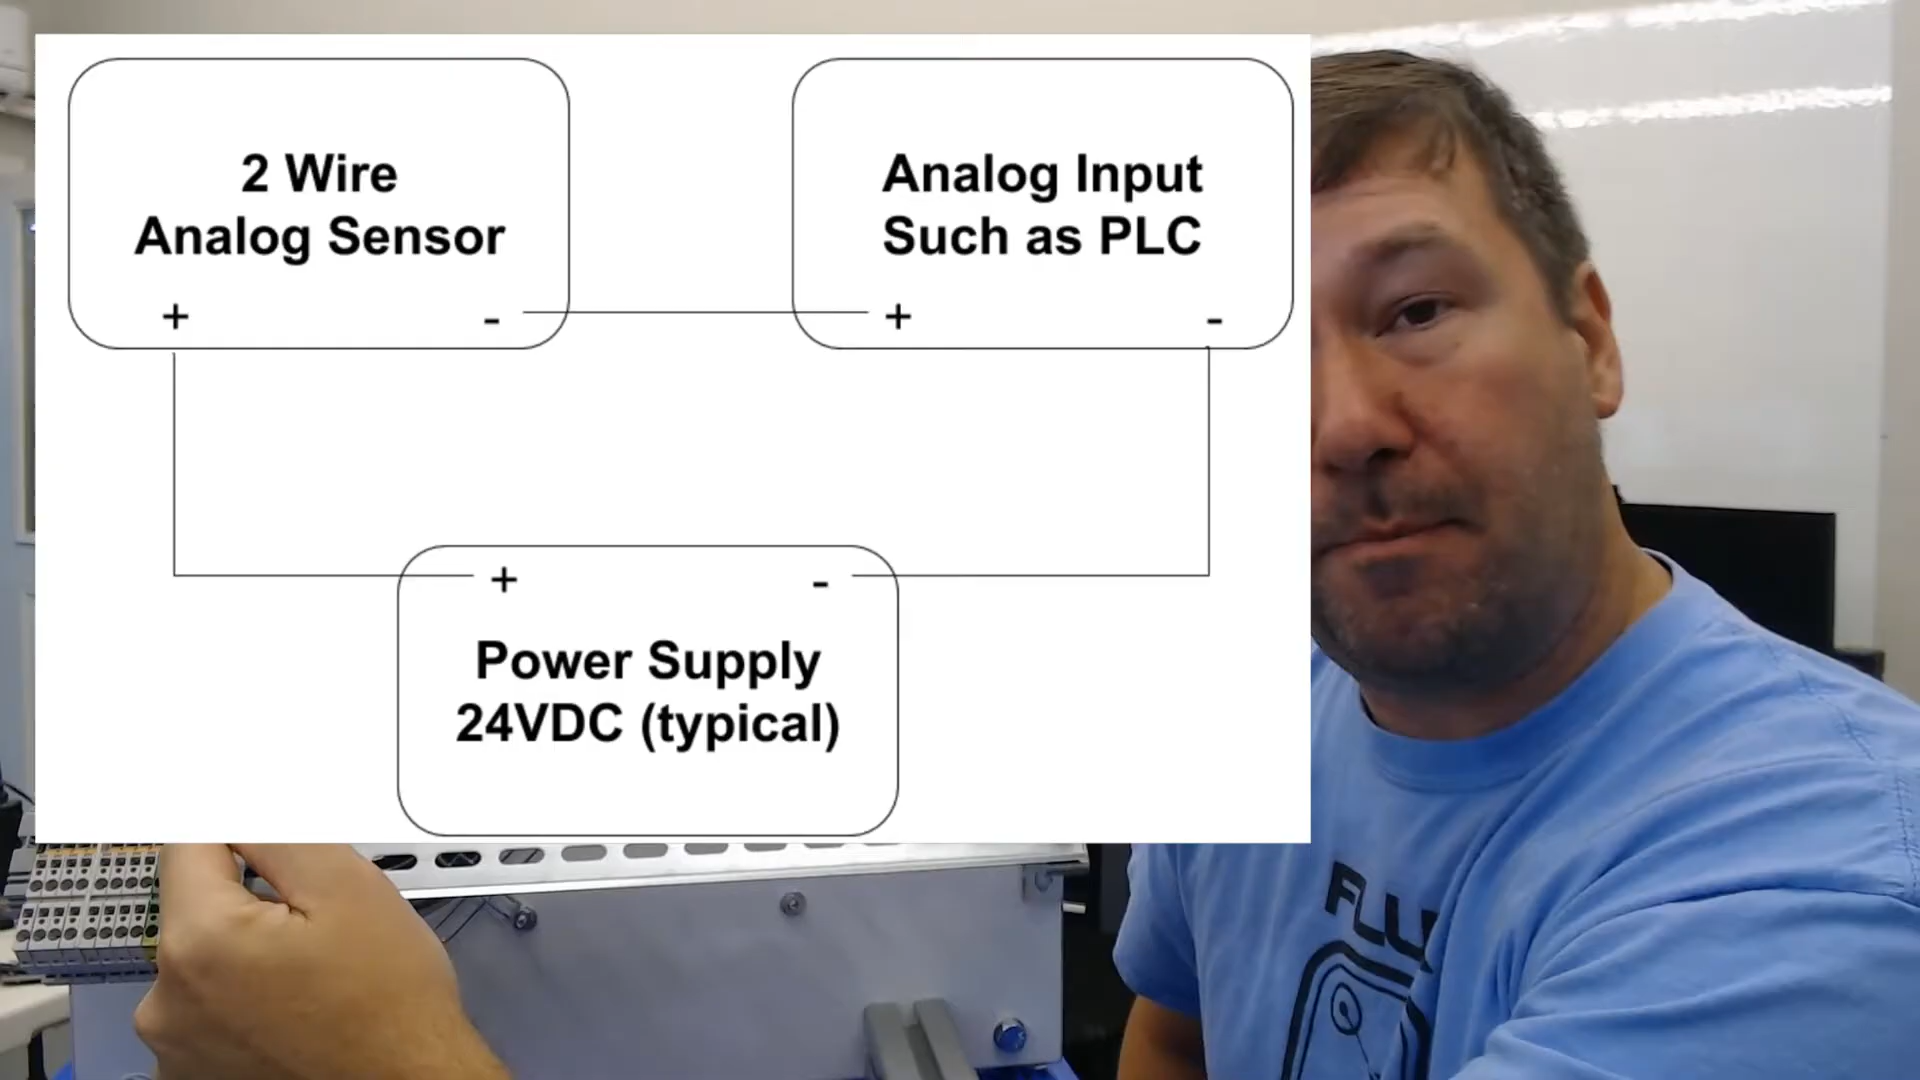 2 Wire
Analog Sensor
+ -
Analog Input
Such as PLC
+ -
+ -
Power Supply
24VDC (typical)